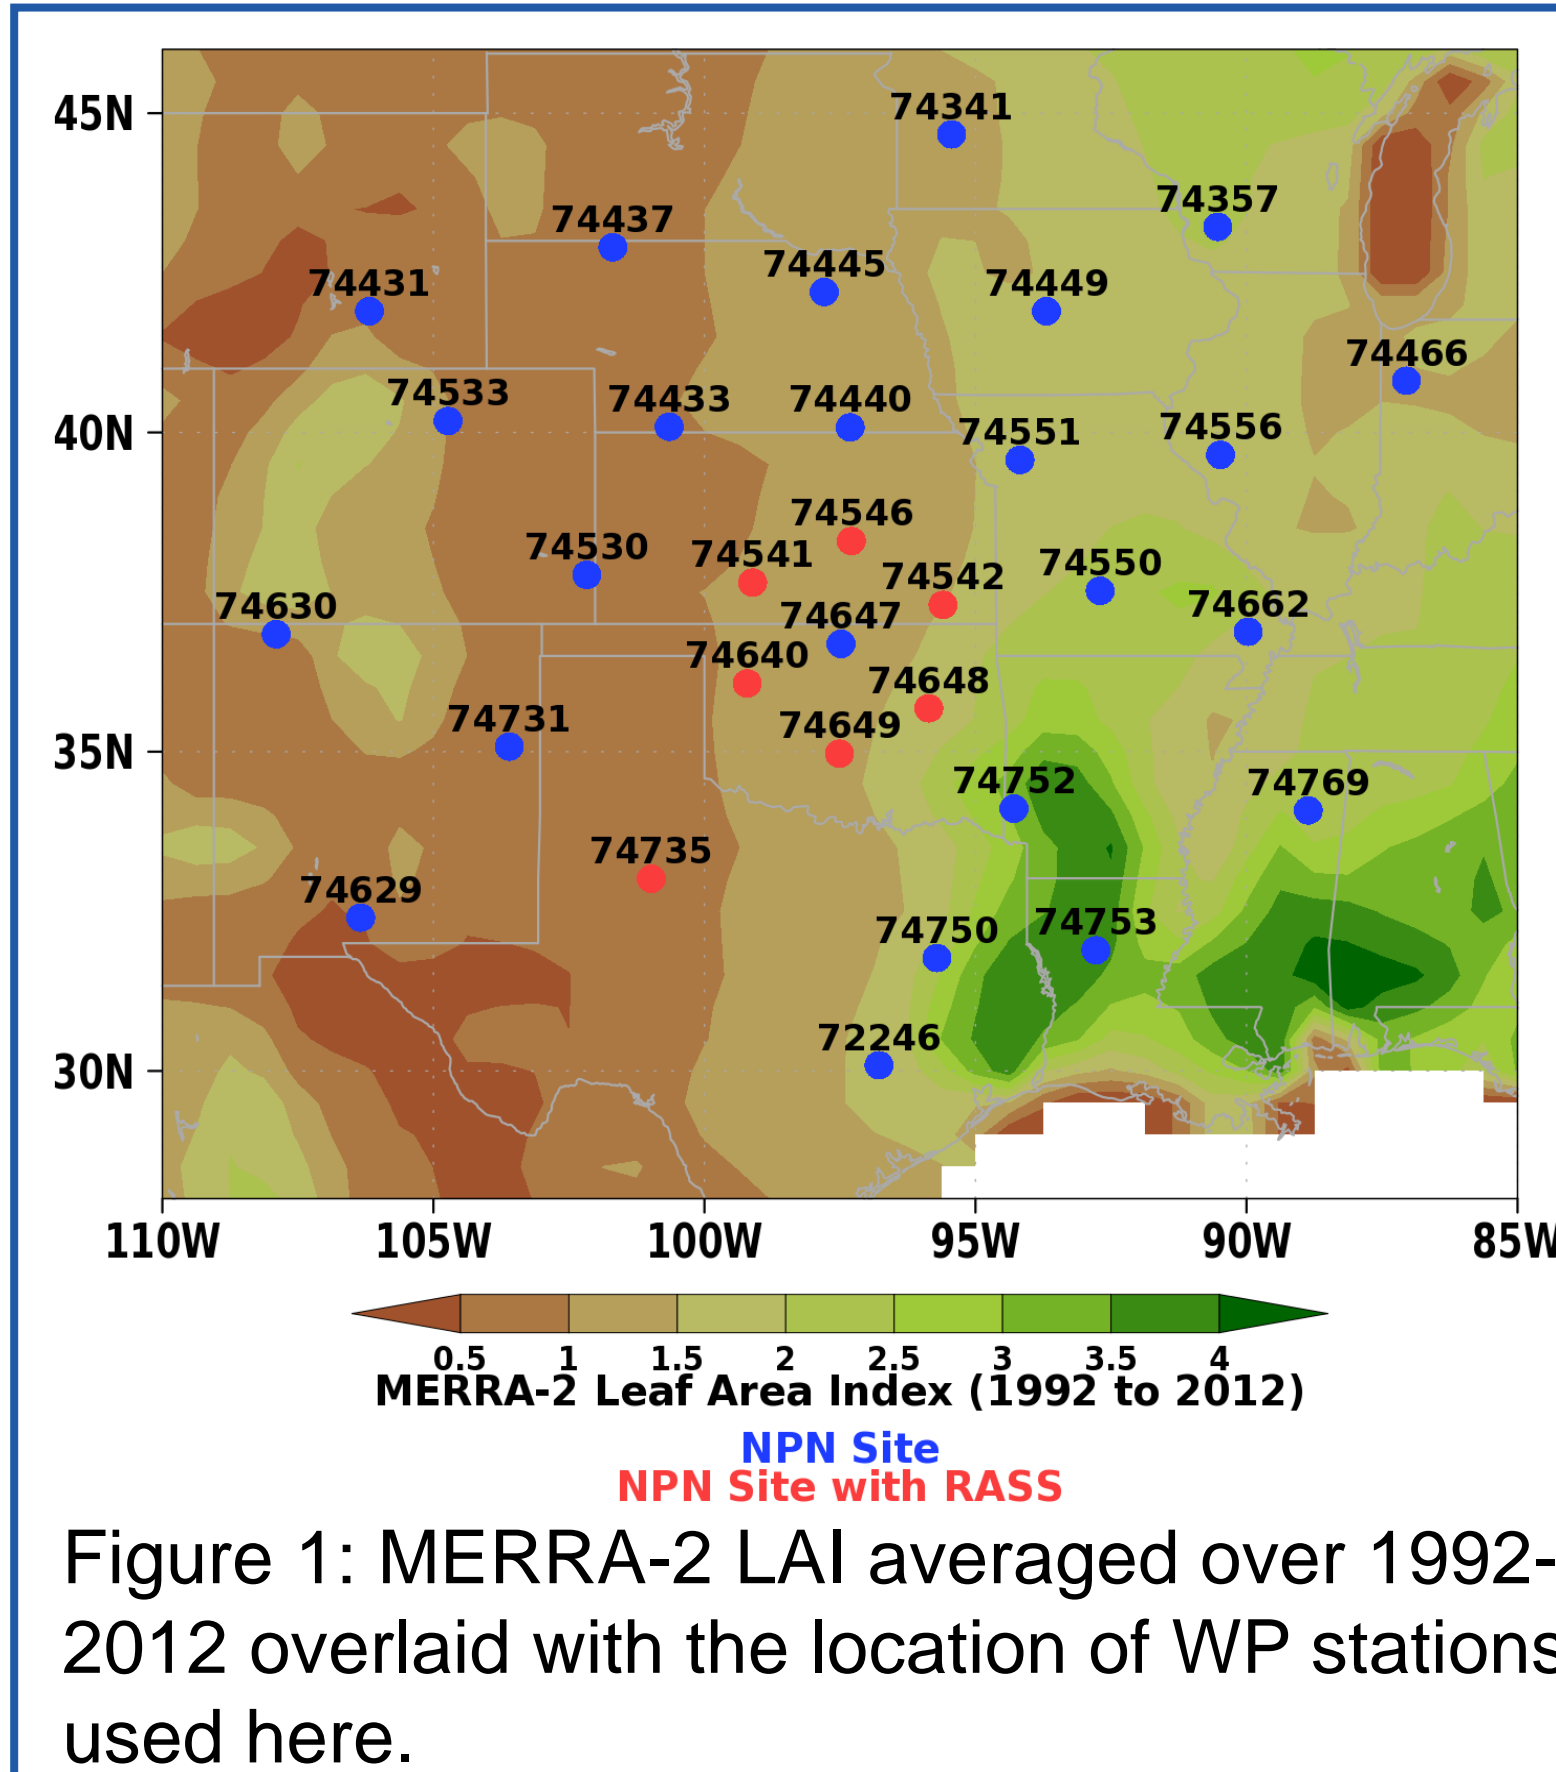 45N
74341
74357
74437
74445
74431
74449
74466
74533
74433
74440
40N
74551
74556
74546
74530
74541
74542
74550
74630
74647
74662
74640
74648
74731
74649
35N
74752
74769
74735
74629
74750
74753
72246
30N
110W 105W 100W 95W 90W 85W
0.5 1 1.5 2 2.5 3 3.5 4
MERRA-2 Leaf Area Index (1992 to 2012)
NPN Site
NPN Site with RASS
Figure 1: MERRA-2 LAI averaged over 1992-
2012 overlaid with the location of WP stations
used here.